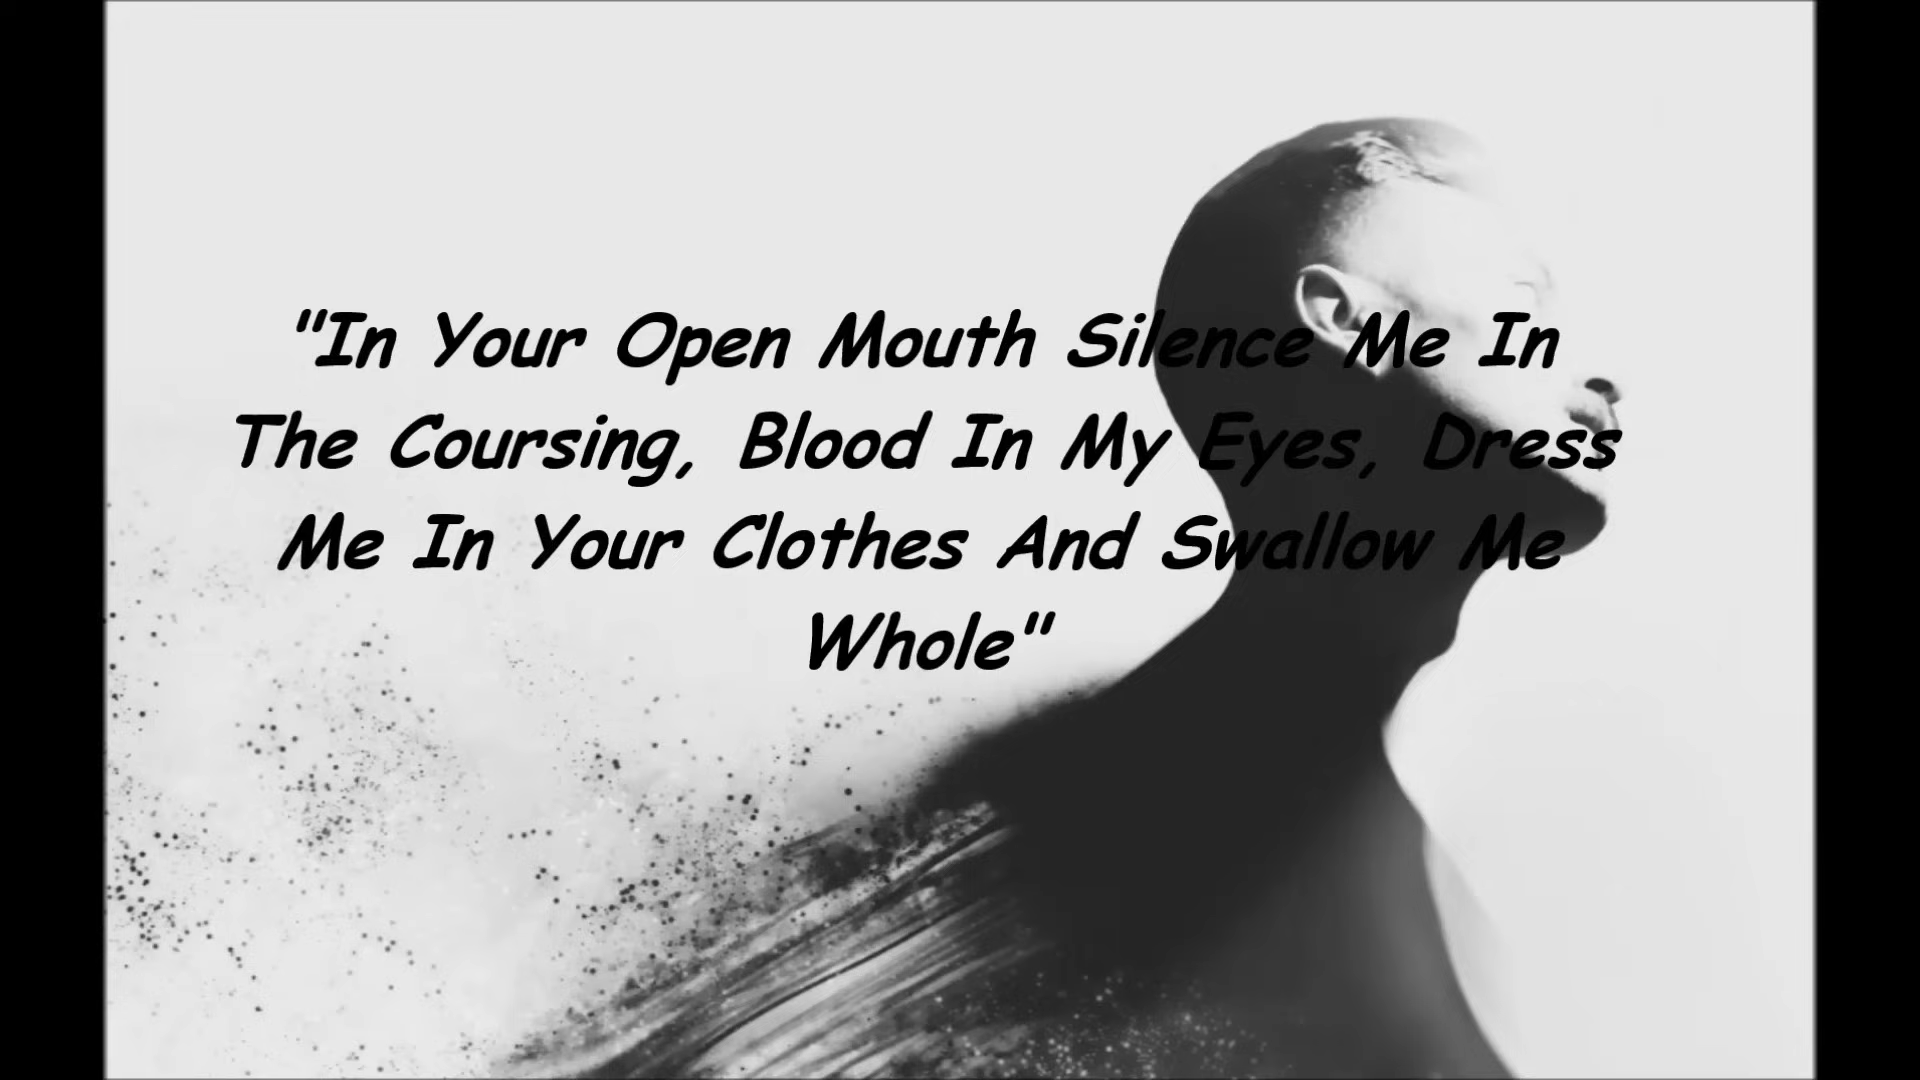 "In Your Open Mouth Silence Me In
The Coursing, Blood In My Eyes, Dress
Me In Your Clothes And Swallow Me
Whole"